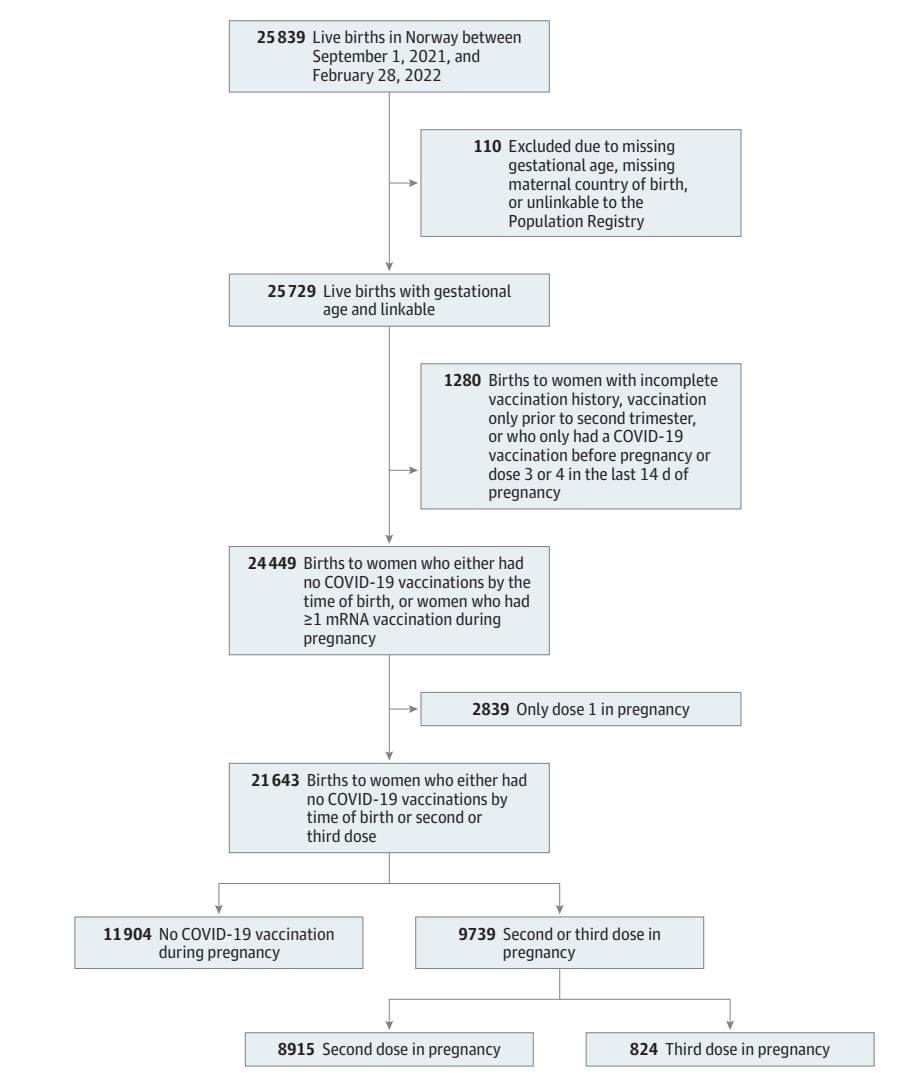 25 839 Live births in Norway between
September 1, 2021, and
February 28, 2022
110 Excluded due to missing
gestational age, missing
maternal country of birth,
or unlinkable to the
Population Registry
25 729 Live births with gestational
age and linkable
1280 Births to women with incomplete
vaccination history, vaccination
only prior to second trimester,
or who only had a COVID-19
vaccination before pregnancy or
dose 3 or 4 in the last 14 d of
pregnancy
24 449 Births to women who either had
no COVID-19 vaccinations by the
time of birth, or women who had
≥1 mRNA vaccination during
pregnancy
2839 Only dose 1 in pregnancy
21 643 Births to women who either had
no COVID-19 vaccinations by
time of birth or second or
third dose
11 904 No COVID-19 vaccination
during pregnancy
9739 Second or third dose in
pregnancy
8915 Second dose in pregnancy
824 Third dose in pregnancy